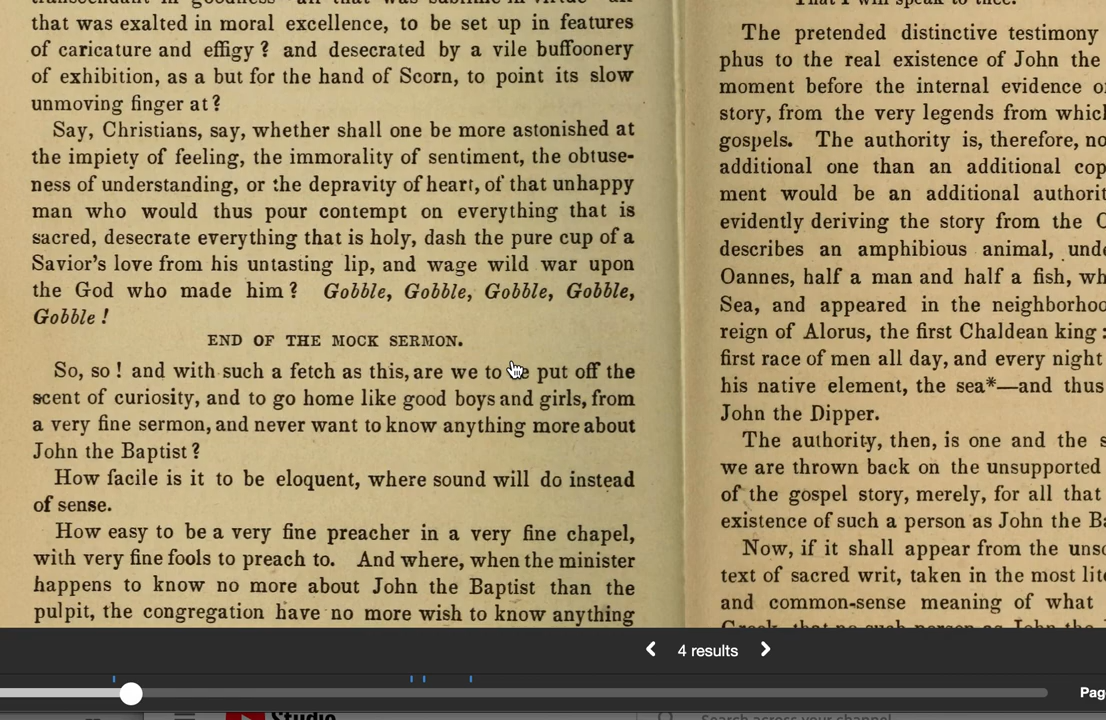 that was exalted in moral excellence, to be set up in features
of caricature and effigy ? and desecrated by a vile buffoonery
of exhibition, as a but for the hand of Scorn, to point its slow
unmoving finger at ?
Say, Christians, say, whether shall one be more astonished at
the impiety of feeling, the immorality of sentiment, the obtuse-
ness of understanding, or the depravity of heart, of that unhappy
man who would thus pour contempt on everything that is
sacred, desecrate everything that is holy, dash the pure cup of a
Savior's love from his untasting lip, and wage wild war upon
the God who made him ? Gobble, Gobble, Gobble, Gobble,
Gobble !
END OF THE MOCK SERMON.
So, so ! and with such a fetch as this, are we to put off the
scent of curiosity, and to go home like good boys and girls, from
a very fine sermon, and never want to know anything more about
John the Baptist ?
How facile is it to be eloquent, where sound will do instead
of sense.
How easy to be a very fine preacher in a very fine chapel,
with very fine fools to preach to. And where, when the minister
happens to know no more about John the Baptist than the
pulpit, the congregation have no more wish to know anything
That I will speak to thee.
The pretended distinctive testimony
phus to the real existence of John the
moment before the internal evidence
story, from the very legends from which
gospels. The authority is, therefore, no
additional one than an additional cop
ment would be an additional authorit
evidently deriving the story from the C
describes an amphibious animal, unde
Oannes, half a man and half a fish, wh
Sea, and appeared in the neighborhoo
reign of Alorus, the first Chaldean king :
first race of men all day, and every night
his native element, the sea*—and thus
John the Dipper.
The authority, then, is one and the s
we are thrown back on the unsupported
of the gospel story, merely, for all that
existence of such a person as John the Ba
Now, if it shall appear from the unso
text of sacred writ, taken in the most lite
and common-sense meaning of what
4 results
Pag
Studio
Search across your channel